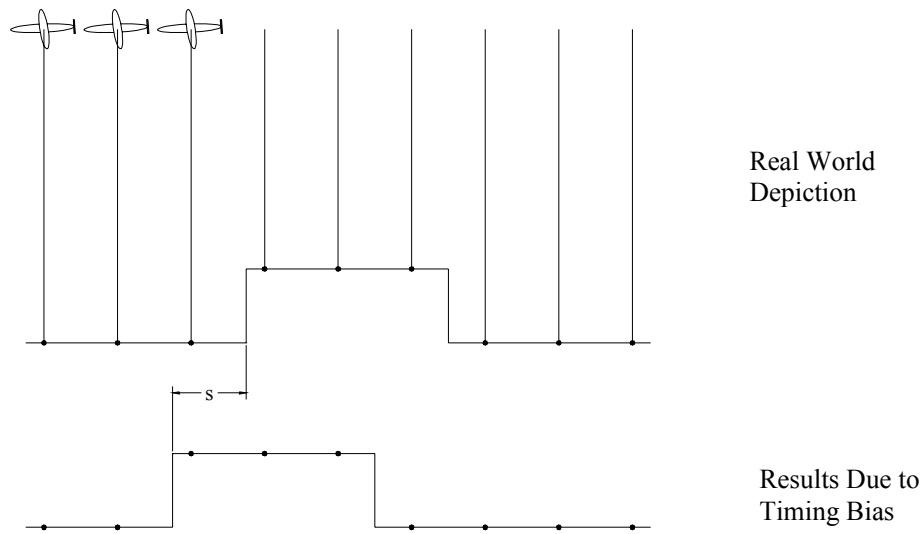 Real World
Depiction
s
Results Due to
Timing Bias